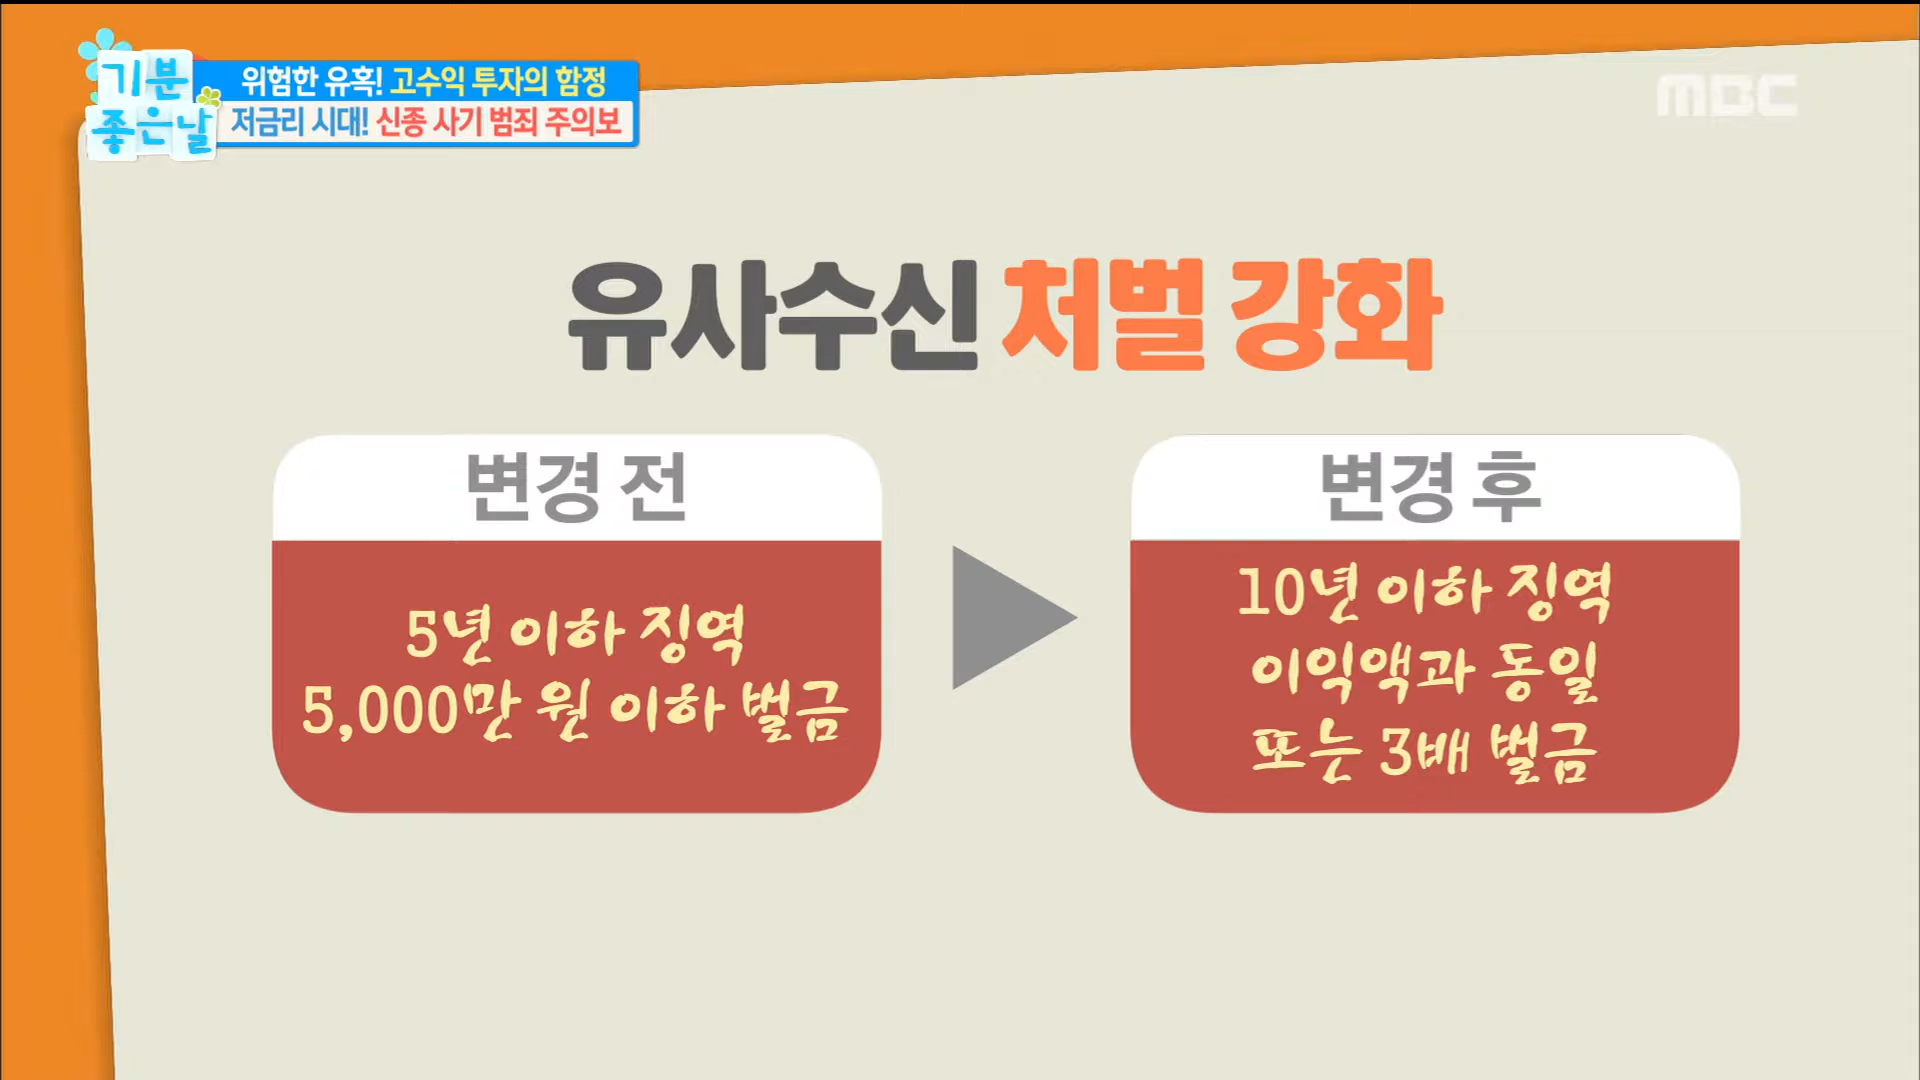 기분
좋은날
위험한 유혹! 고수익 투자의 함정
저금리 시대! 신종 사기 범죄 주의보
MBC
유사수신 처벌 강화
변경 전
5년 이하 징역
5,000만 원 이하 벌금
변경 후
10년 이하 징역
이익액과 동일
또는 3배 벌금